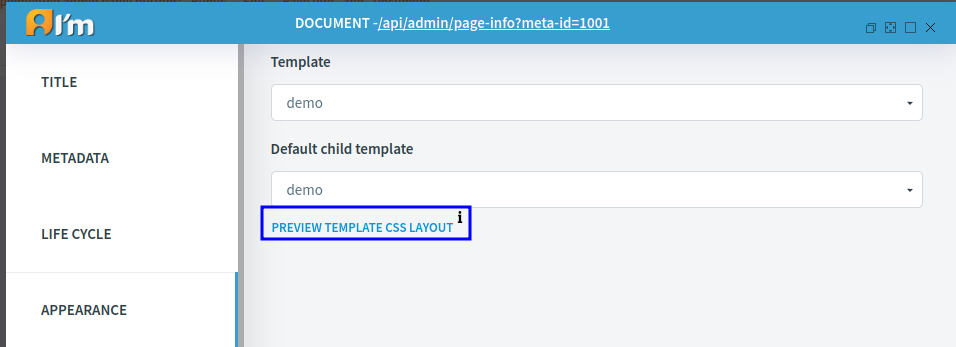 I'm
DOCUMENT -/api/admin/page-info?meta-id=1001
TITLE
METADATA
LIFE CYCLE
APPEARANCE
Template
demo
Default child template
demo
PREVIEW TEMPLATE CSS LAYOUT i